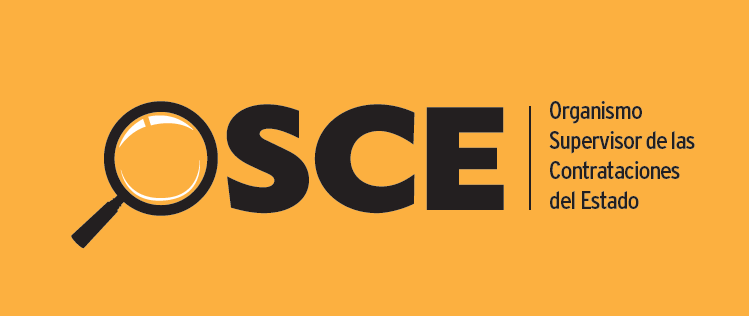 OSCE
Organismo
Supervisor de las
Contrataciones
del Estado